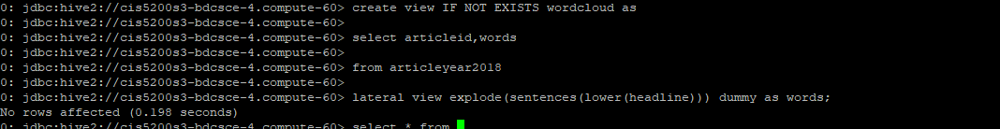 0: jdbc:hive2://cis5200s3-bdcsce-4.compute-60> create view IF NOT EXISTS wordcloud as
0: jdbc:hive2://cis5200s3-bdcsce-4.compute-60>
0: jdbc:hive2://cis5200s3-bdcsce-4.compute-60> select articleid,words
0: jdbc:hive2://cis5200s3-bdcsce-4.compute-60>
0: jdbc:hive2://cis5200s3-bdcsce-4.compute-60> from articleyear2018
0: jdbc:hive2://cis5200s3-bdcsce-4.compute-60>
0: jdbc:hive2://cis5200s3-bdcsce-4.compute-60> lateral view explode(sentences(lower(headline))) dummy as words;
No rows affected (0.198 seconds)
0: jdbc:hive2://cis5200s3-bdcsce-4.compute-60> select * from